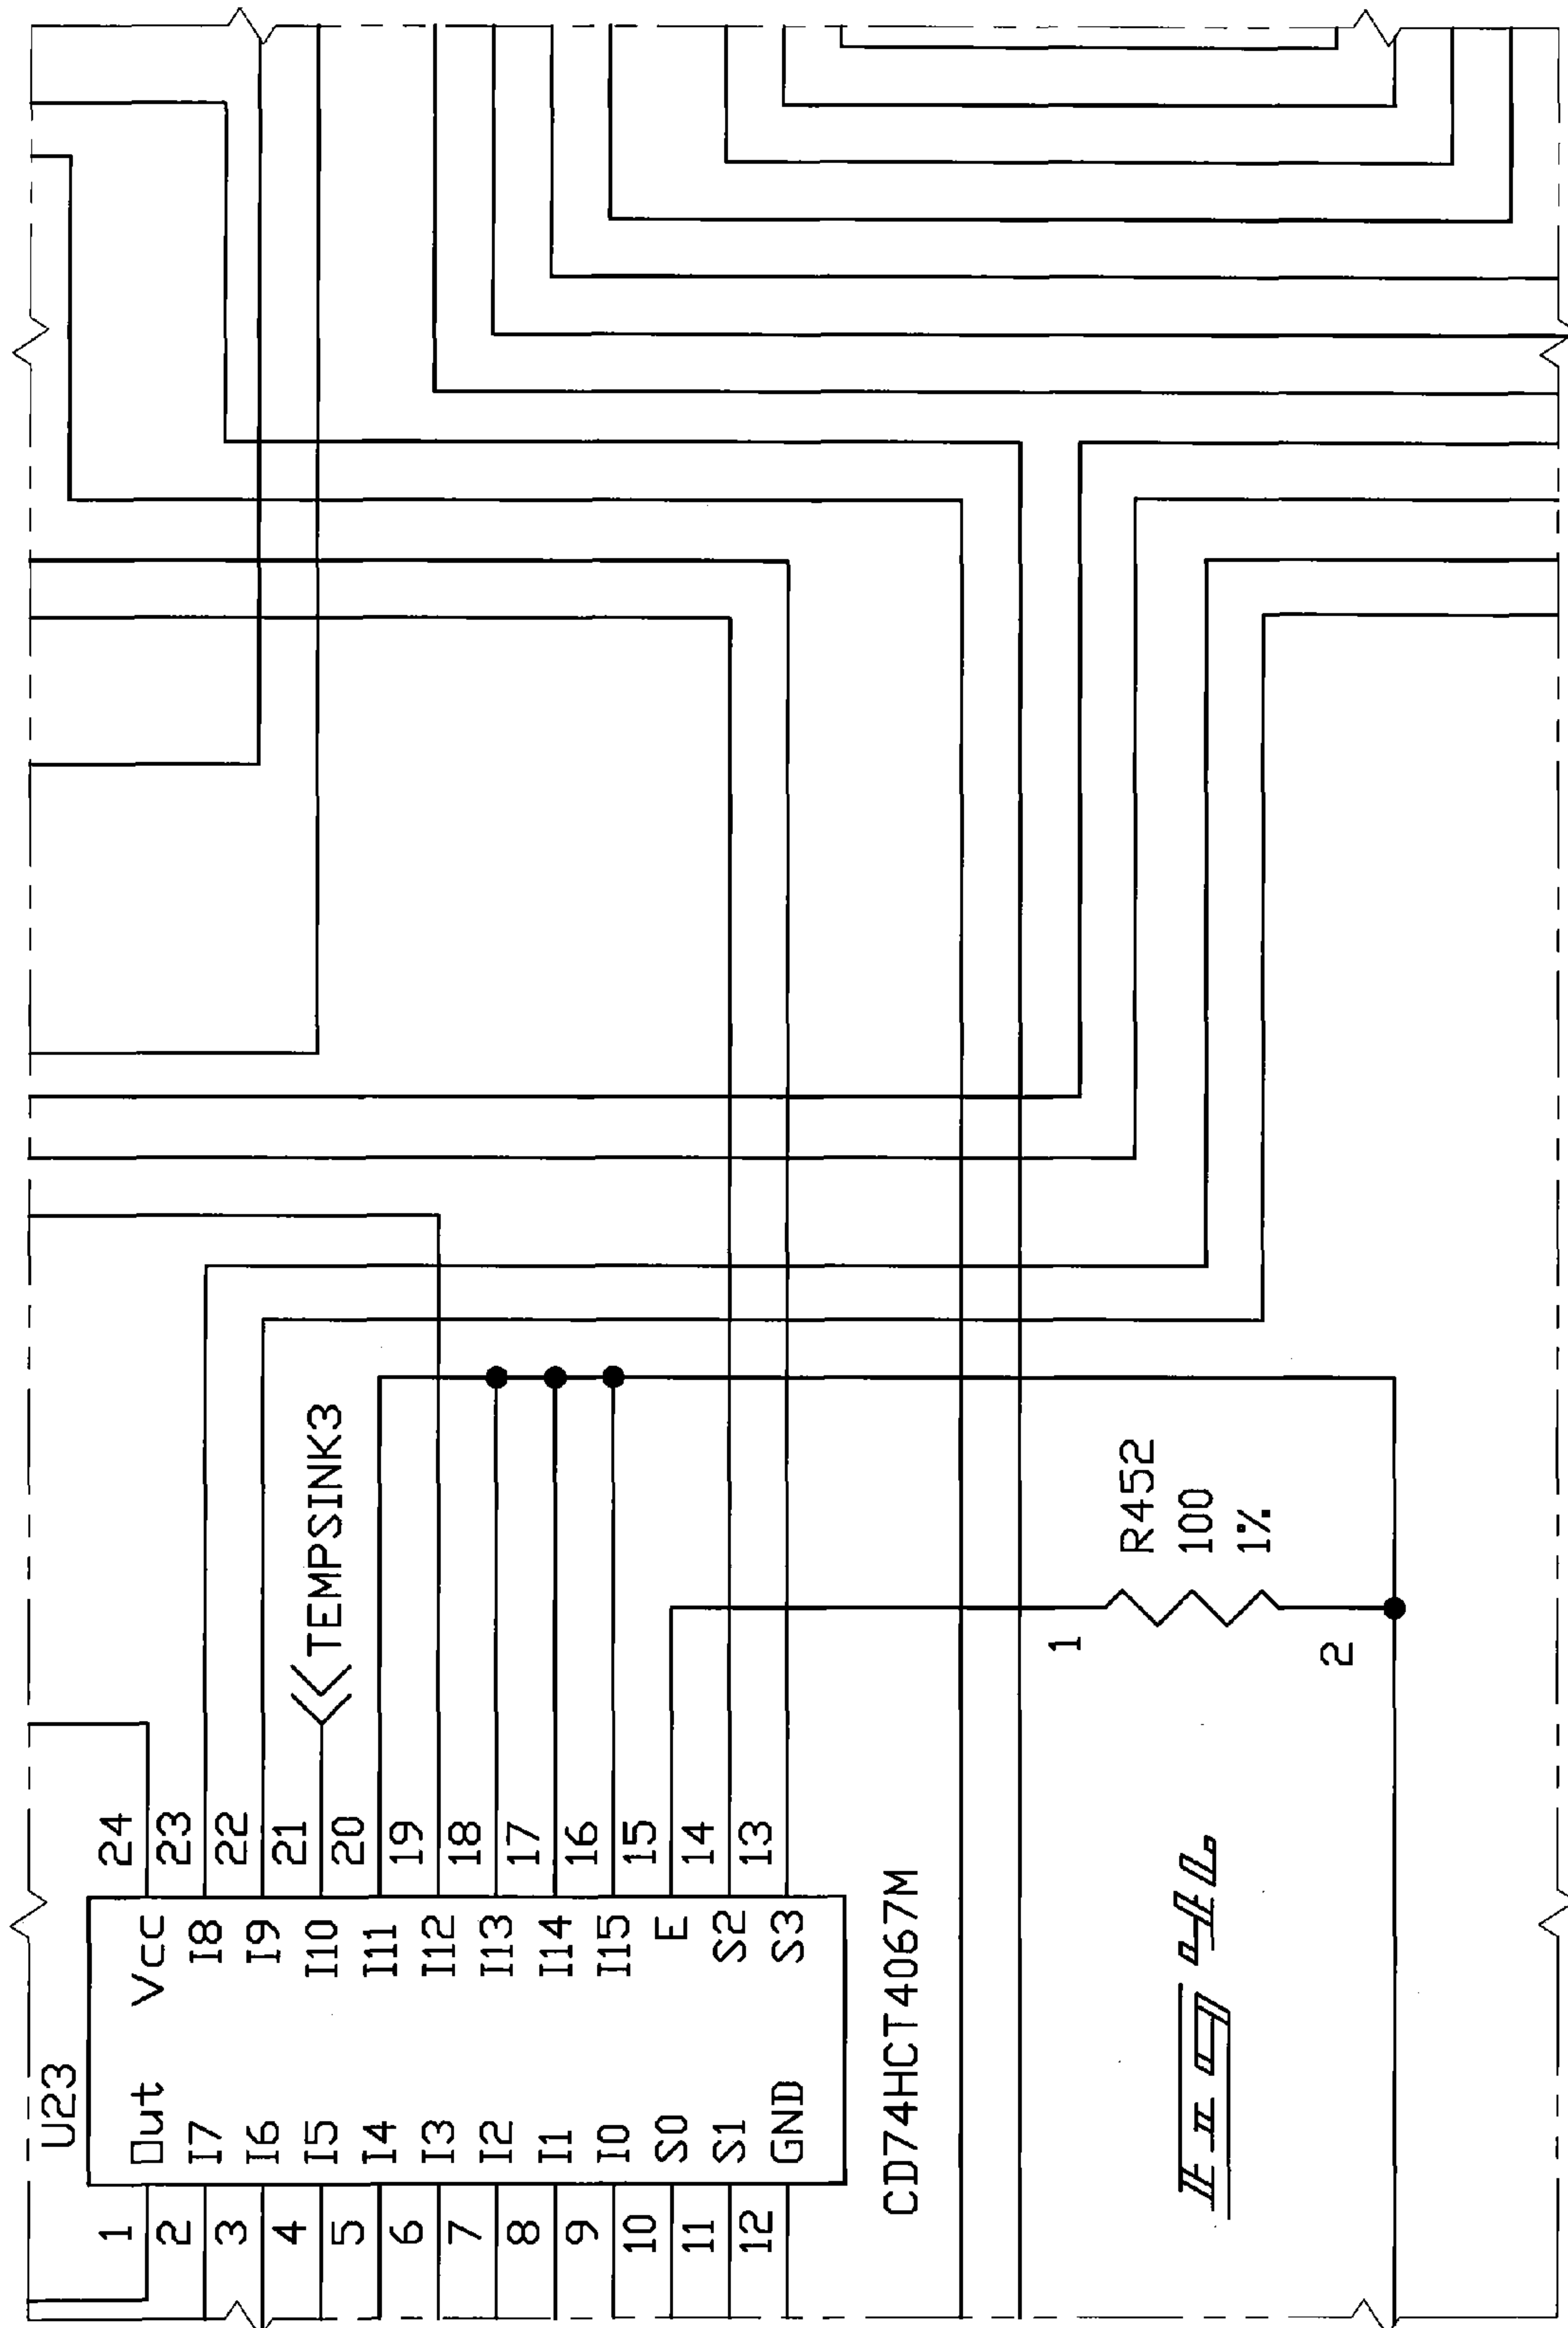 U23
1 Out Vcc 24
2 I7 I8 23
3 I6 I9 22
4 I5 I10 21 TEMPSINK3
5 I4 I11 20
6 I3 I12 19
7 I2 I13 18
8 I1 I14 17
9 I0 I15 16
10 S0 E 15
11 S1 S2 14
12 GND S3 13
CD74HCT4067M
1
R452
100
1%
2